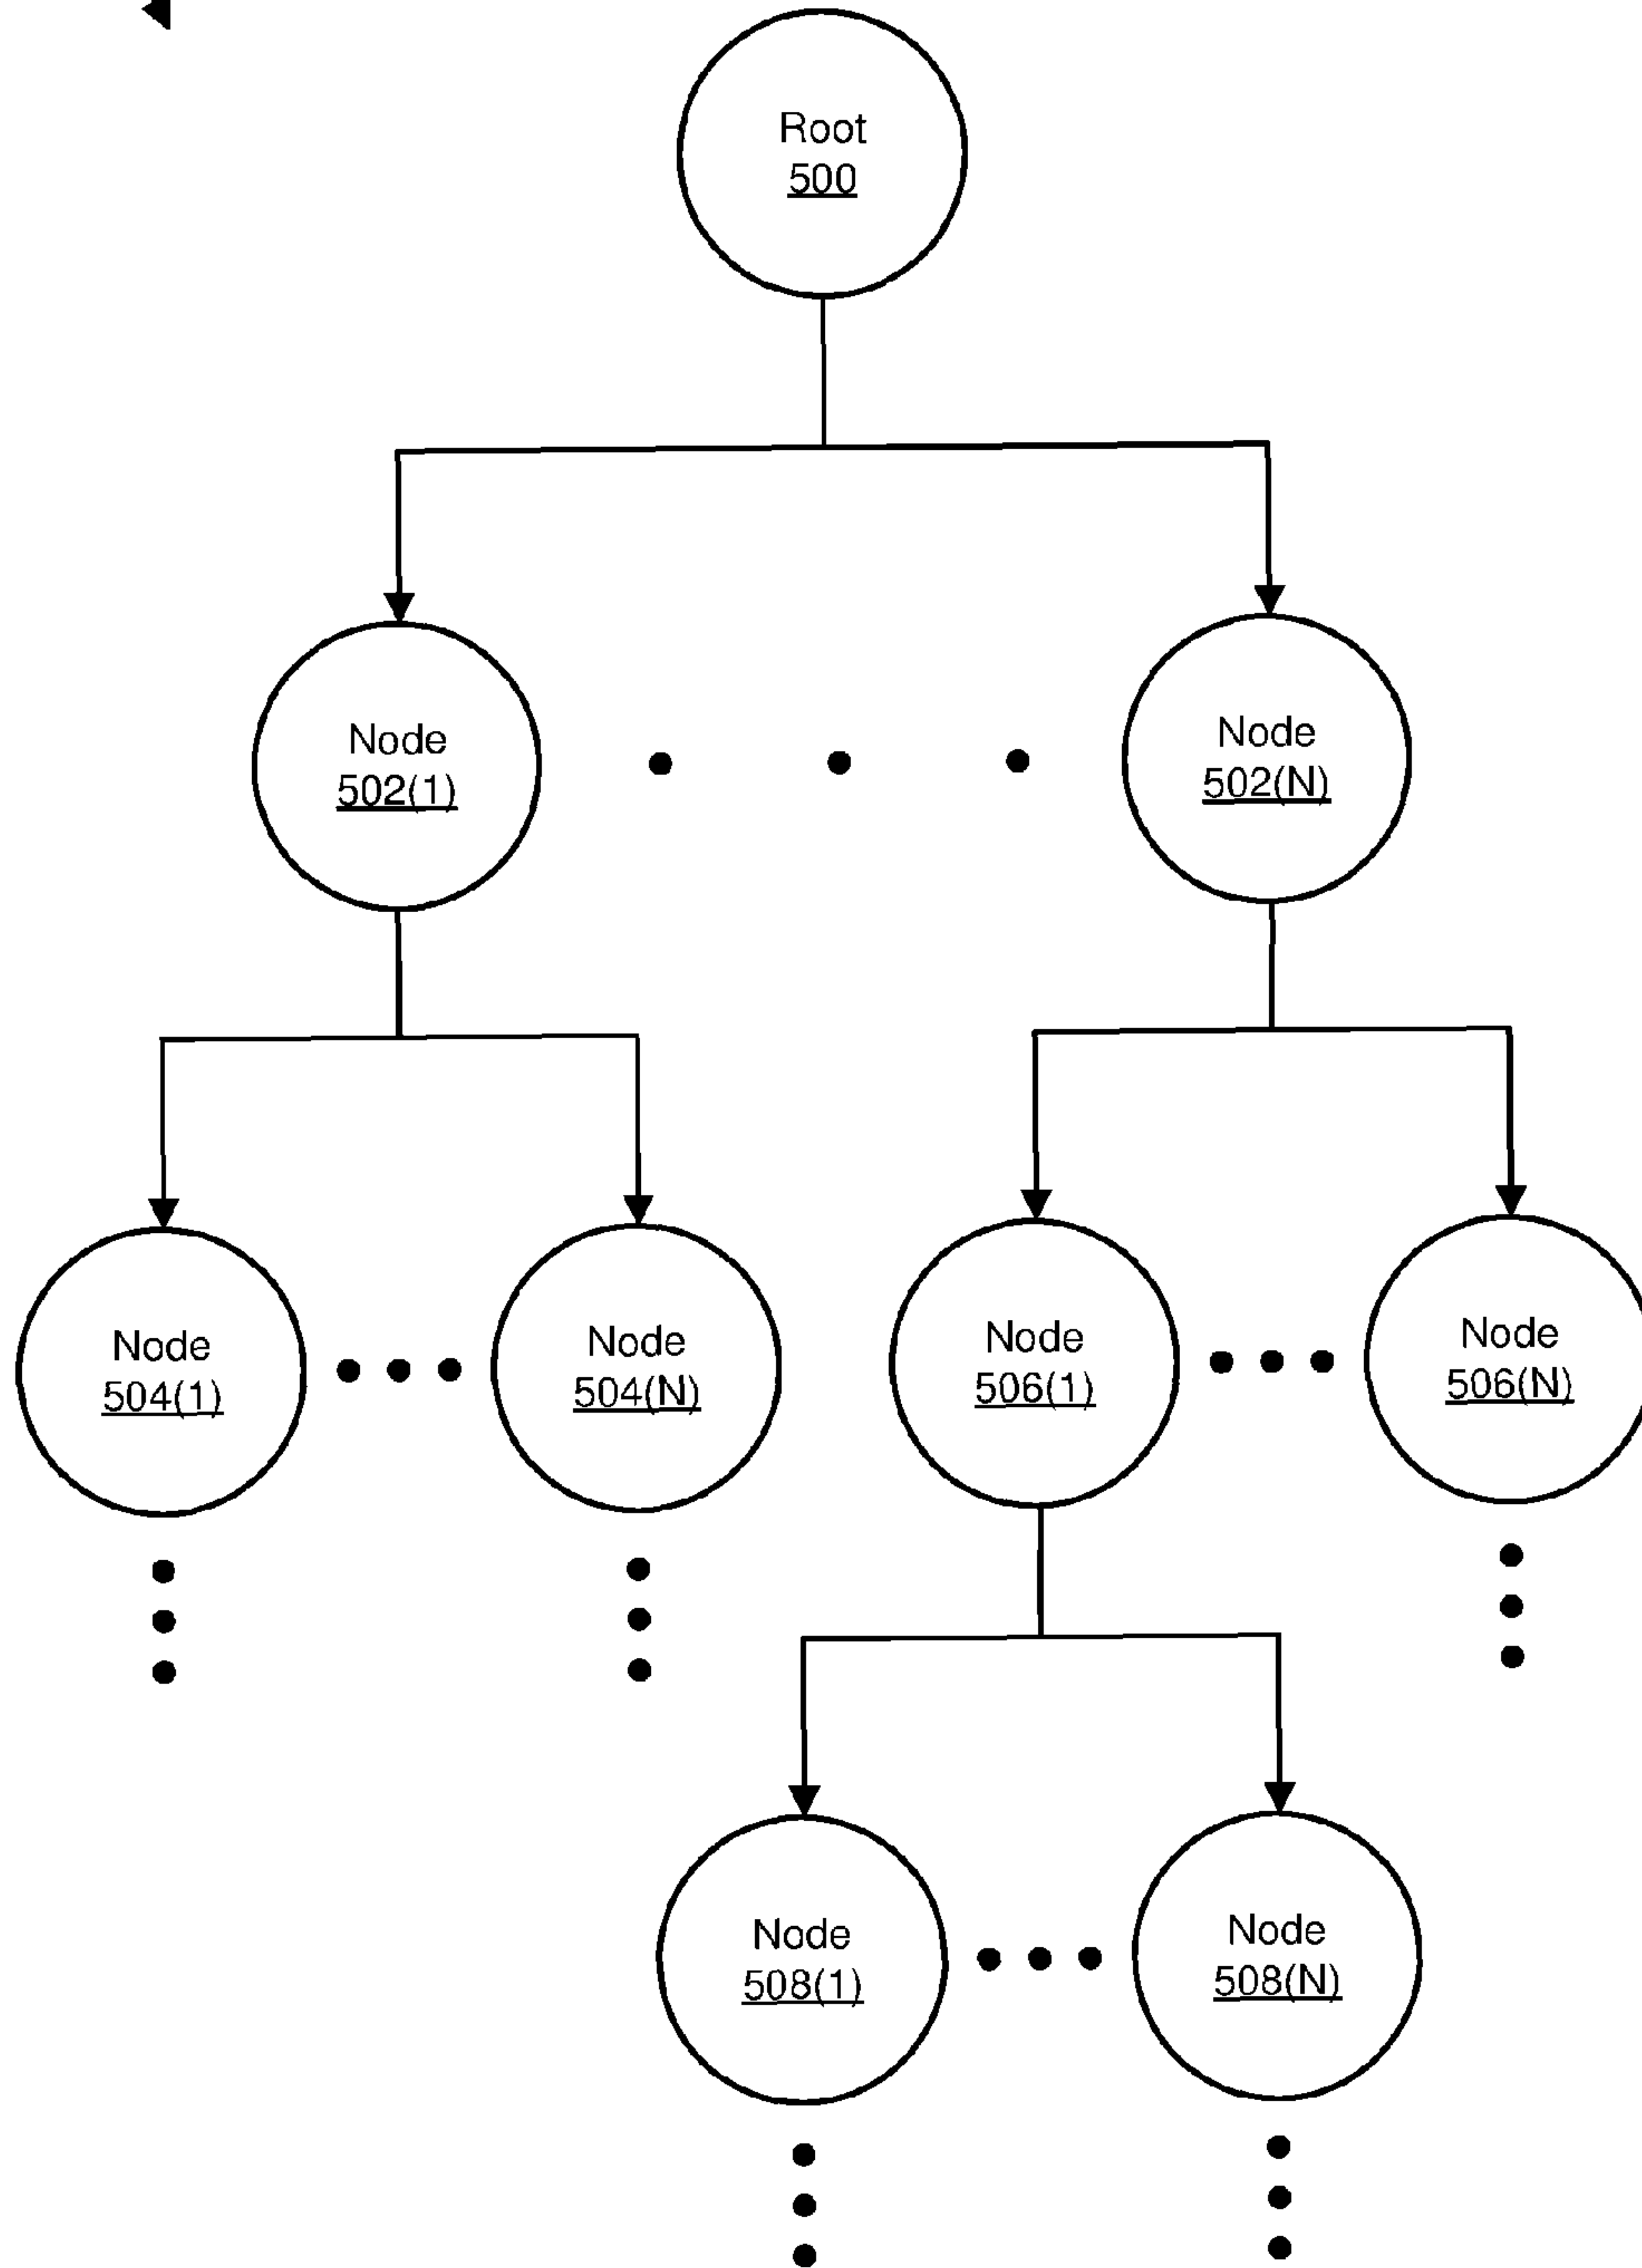 Root
500
Node
502(1)
Node
502(N)
Node
504(1)
Node
504(N)
Node
506(1)
Node
506(N)
Node
508(1)
Node
508(N)